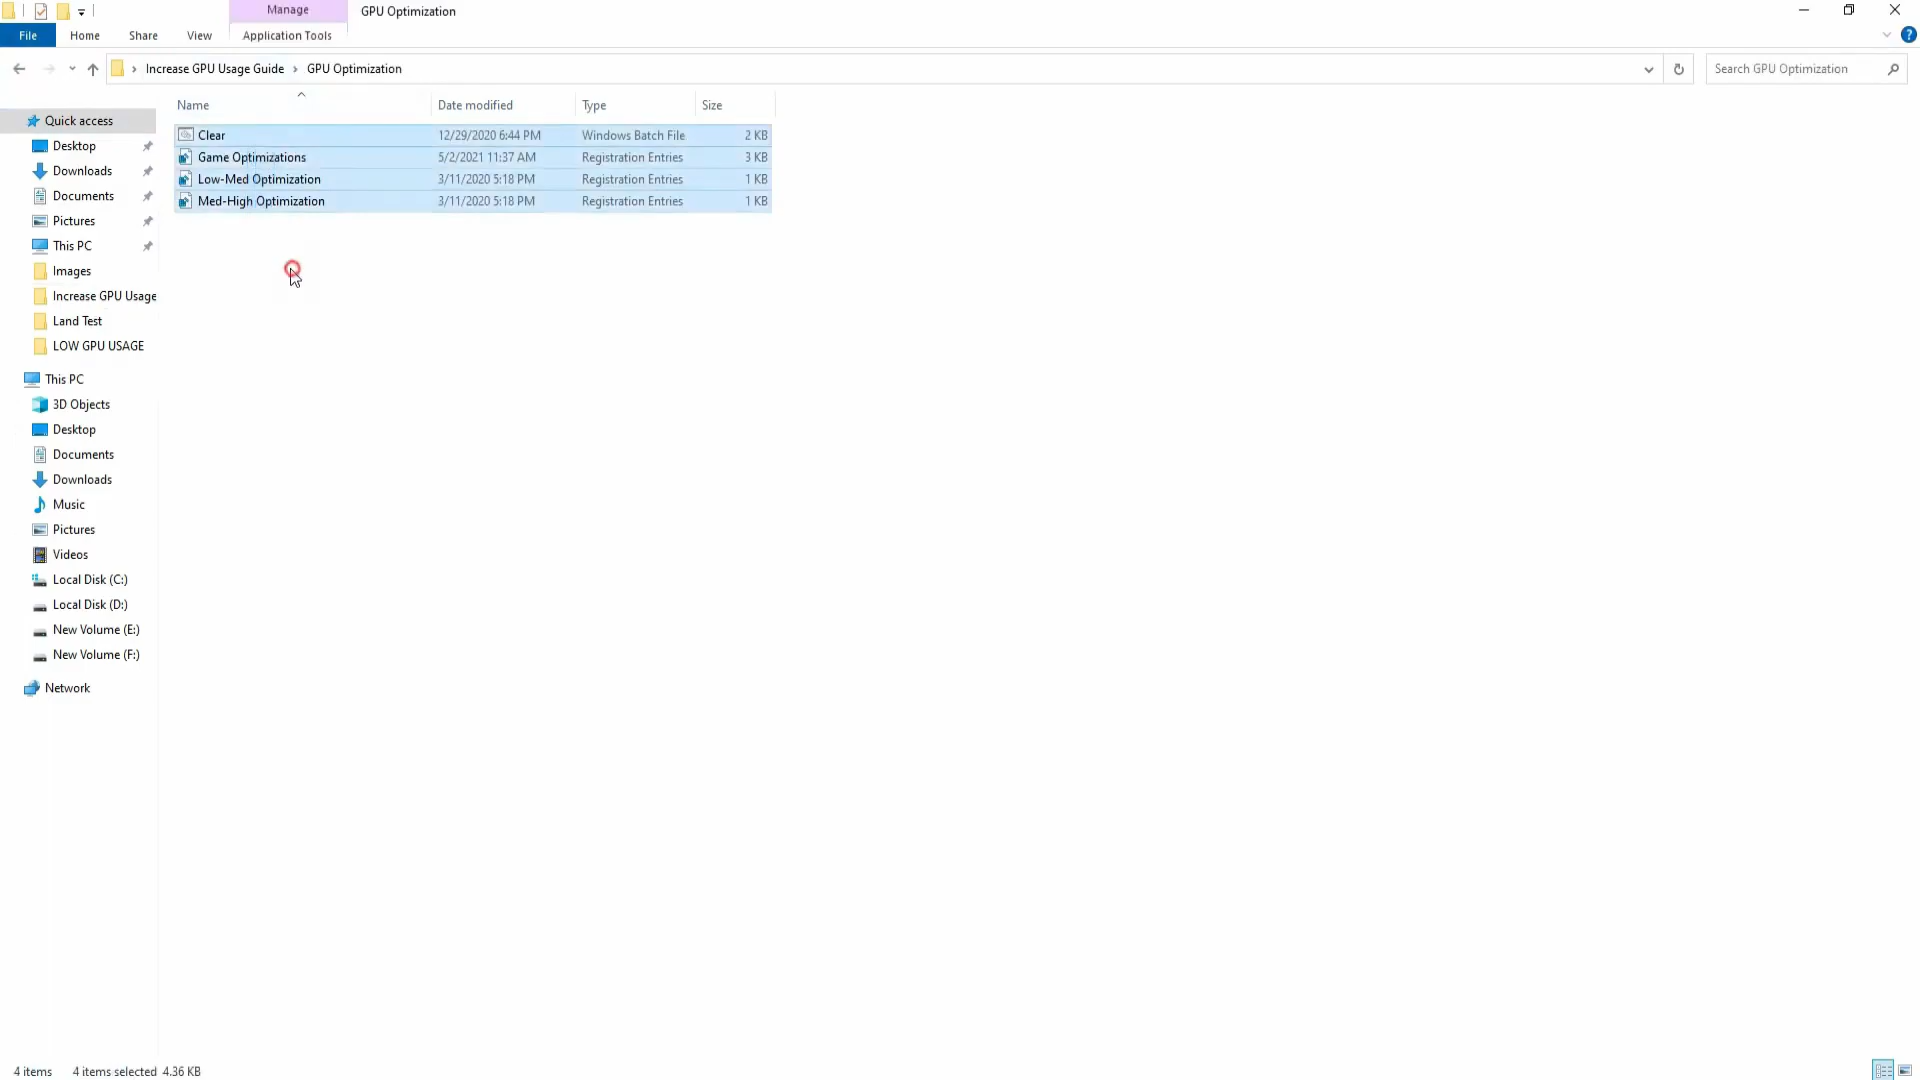 Manage
GPU Optimization
File
Home
Share
View
Application Tools
?
Increase GPU Usage Guide
GPU Optimization
Search GPU Optimization
Name
Date modified
Type
Size
Clear 12/29/2020 6:44 PM Windows Batch File 2 KB
Game Optimizations 5/2/2021 11:37 AM Registration Entries 3 KB
Low-Med Optimization 3/11/2020 5:18 PM Registration Entries 1 KB
Med-High Optimization 3/11/2020 5:18 PM Registration Entries 1 KB
Quick access
Desktop
Downloads
Documents
Pictures
This PC
Images
Increase GPU Usage
Land Test
LOW GPU USAGE
This PC
3D Objects
Desktop
Documents
Downloads
Music
Pictures
Videos
Local Disk (C:)
Local Disk (D:)
New Volume (E:)
New Volume (F:)
Network
4 items
4 items selected 4.36 KB